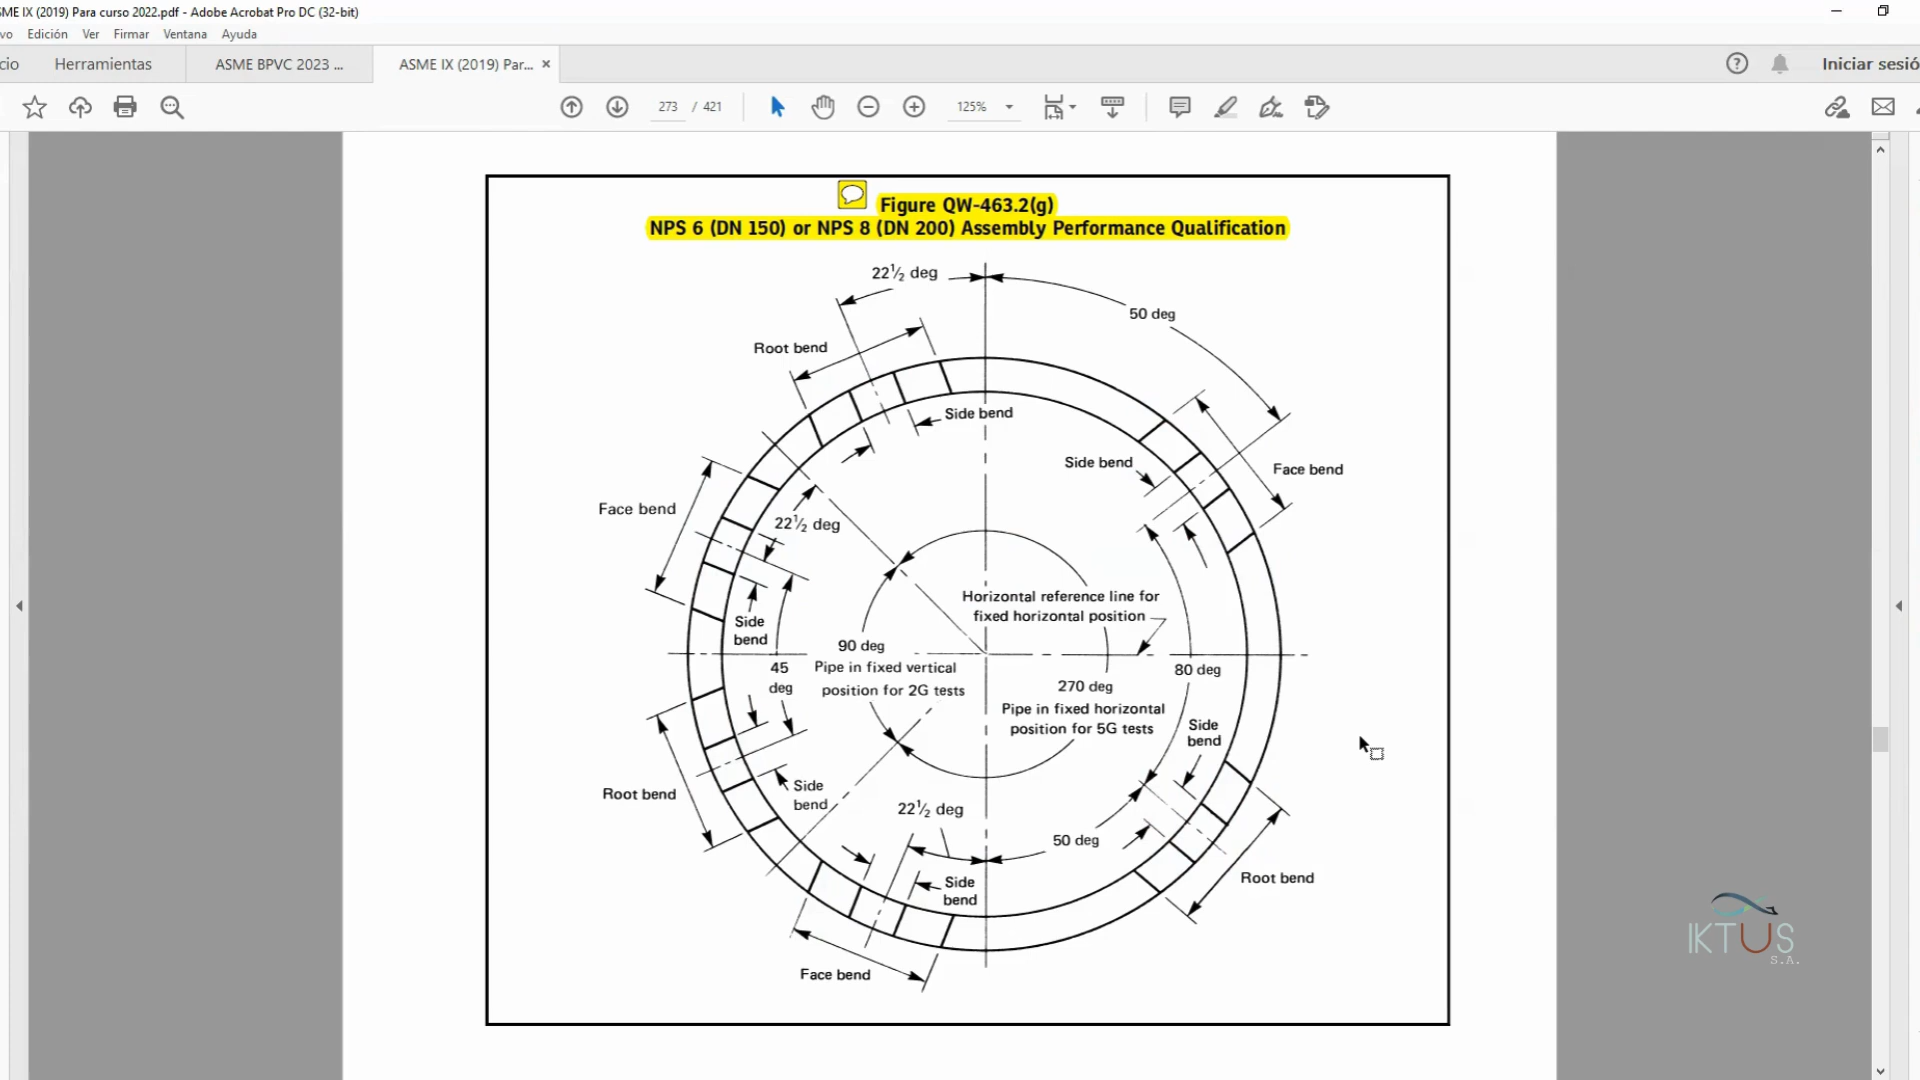 SME IX (2019) Para curso 2022.pdf - Adobe Acrobat Pro DC (32-bit)
vo Edición Ver Firmar Ventana Ayuda
cio Herramientas ASME BPVC 2023 ... ASME IX (2019) Par... × Iniciar sesió
273 / 421 125%
Figure QW-463.2(g)
NPS 6 (DN 150) or NPS 8 (DN 200) Assembly Performance Qualification
22½ deg
50 deg
Root bend
Side bend
Side bend
Face bend
Face bend
22½ deg
Horizontal reference line for
fixed horizontal position
Side
bend
90 deg
Pipe in fixed vertical
position for 2G tests
45
deg
80 deg
270 deg
Pipe in fixed horizontal
position for 5G tests
Side
bend
Root bend
Side
bend
22½ deg
50 deg
Side
bend
Root bend
Face bend
IKTUS
S.A.